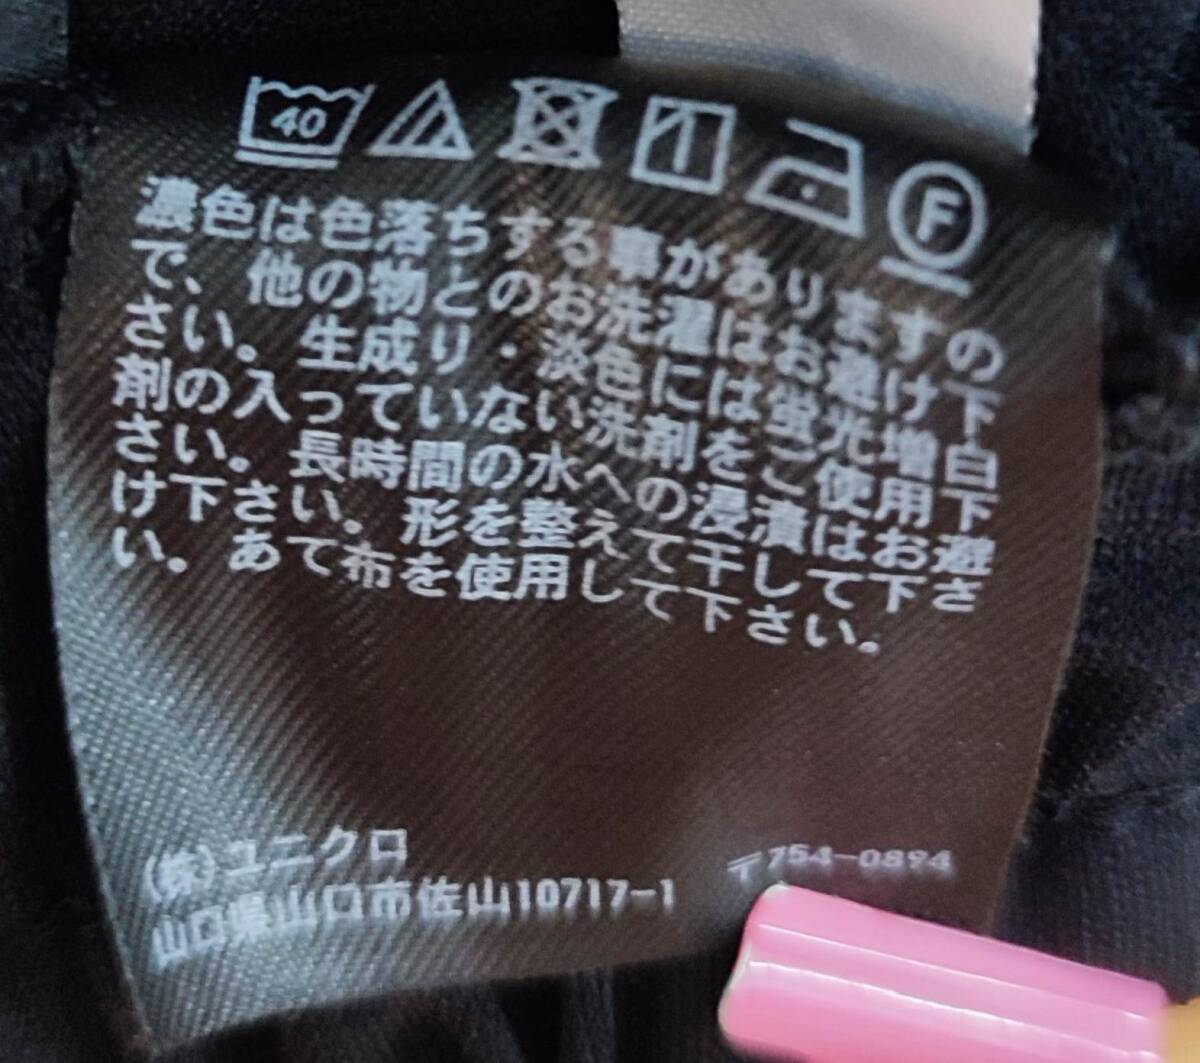 40
F
濃色は色落ちする事がありますの
で、他の物とのお洗濯はお避け下
さい。生成り・淡色には蛍光増白
剤の入っていない洗剤をご使用下
さい。長時間の水への浸漬はお避
け下さい。形を整えて干して下さ
い。あて布を使用して下さい。
(株)ユニクロ
山口県山口市佐山10717-1 〒754-0894